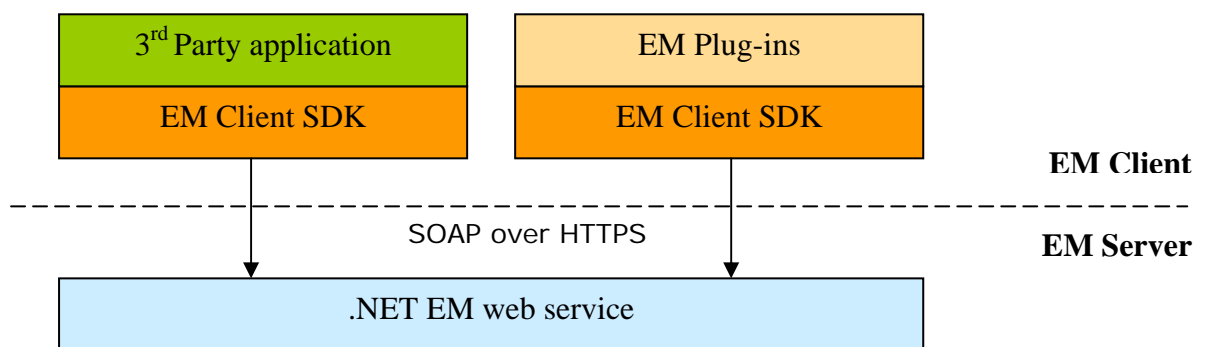 3rd Party application
EM Plug-ins
EM Client SDK
EM Client SDK
EM Client
SOAP over HTTPS
EM Server
.NET EM web service